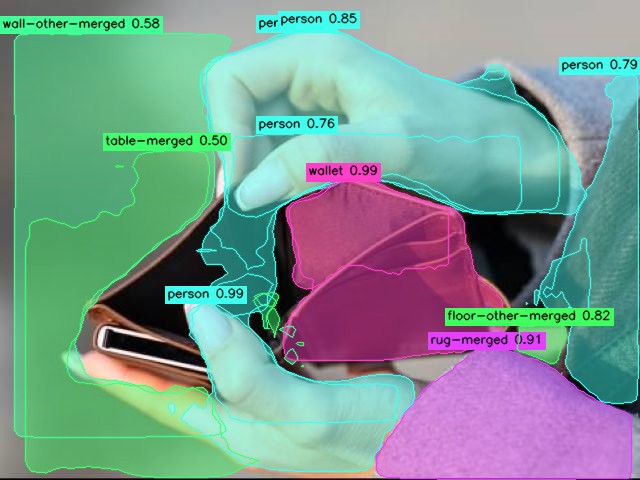 wall-other-merged 0.58
per person 0.85
person 0.79
person 0.76
table-merged 0.50
wallet 0.99
person 0.99
floor-other-merged 0.82
rug-merged 0.91